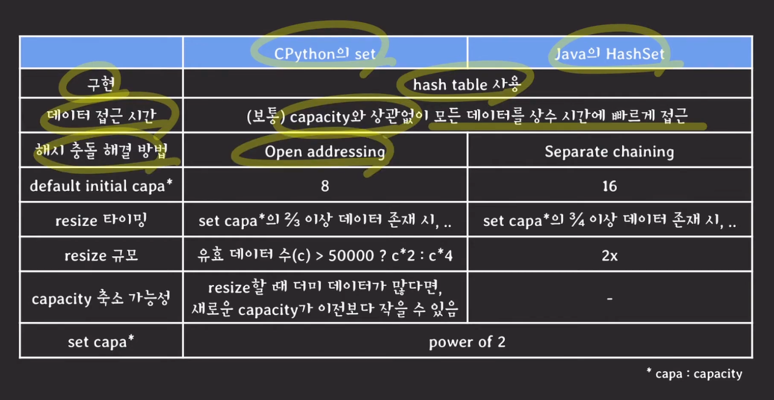 CPython의 set Java의 HashSet
구현 hash table 사용
데이터 접근 시간 (보통) capacity와 상관없이 모든 데이터를 상수 시간에 빠르게 접근
해시 충돌 해결 방법 Open addressing Separate chaining
default initial capa* 8 16
resize 타이밍 set capa*의 ⅔ 이상 데이터 존재 시, .. set capa*의 ¾ 이상 데이터 존재 시, ..
resize 규모 유효 데이터 수(c) > 50000 ? c*2 : c*4 2x
capacity 축소 가능성 resize할 때 더미 데이터가 많다면,
새로운 capacity가 이전보다 작을 수 있음 -
set capa* power of 2
* capa : capacity